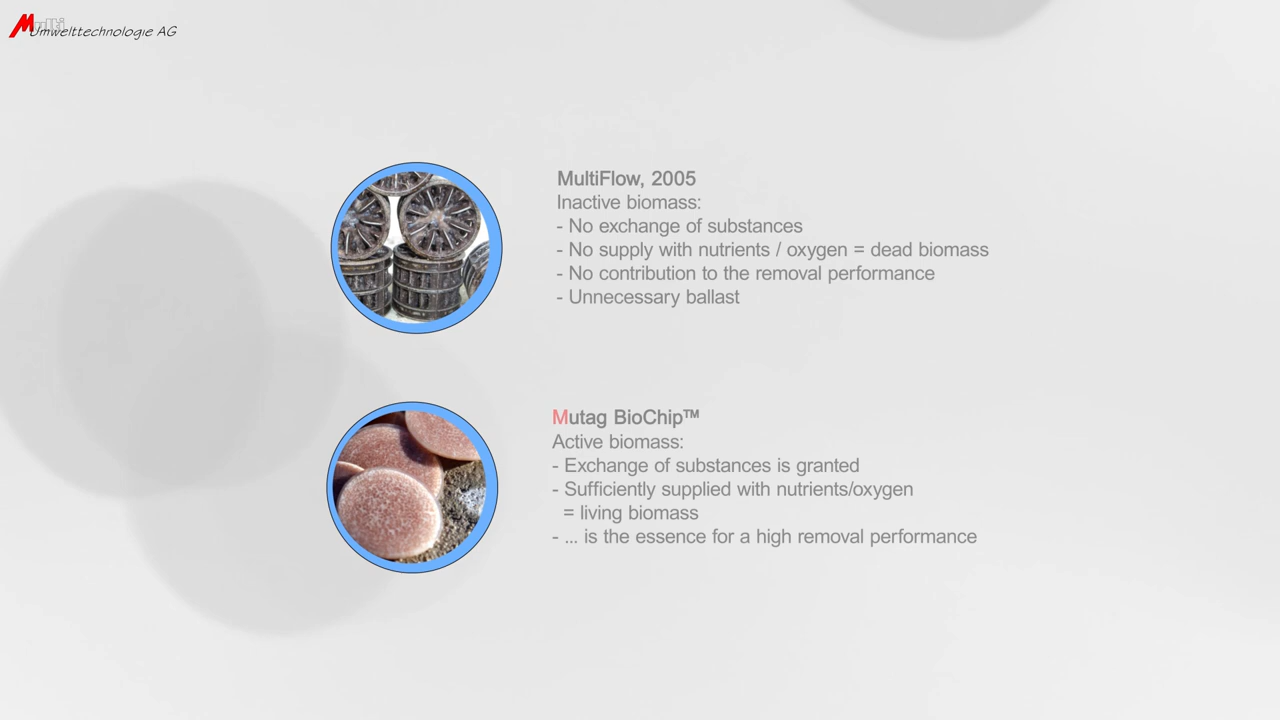 Multi
Umwelttechnologie AG
MultiFlow, 2005
Inactive biomass:
- No exchange of substances
- No supply with nutrients / oxygen = dead biomass
- No contribution to the removal performance
- Unnecessary ballast
Mutag BioChip™
Active biomass:
- Exchange of substances is granted
- Sufficiently supplied with nutrients/oxygen
= living biomass
- ... is the essence for a high removal performance